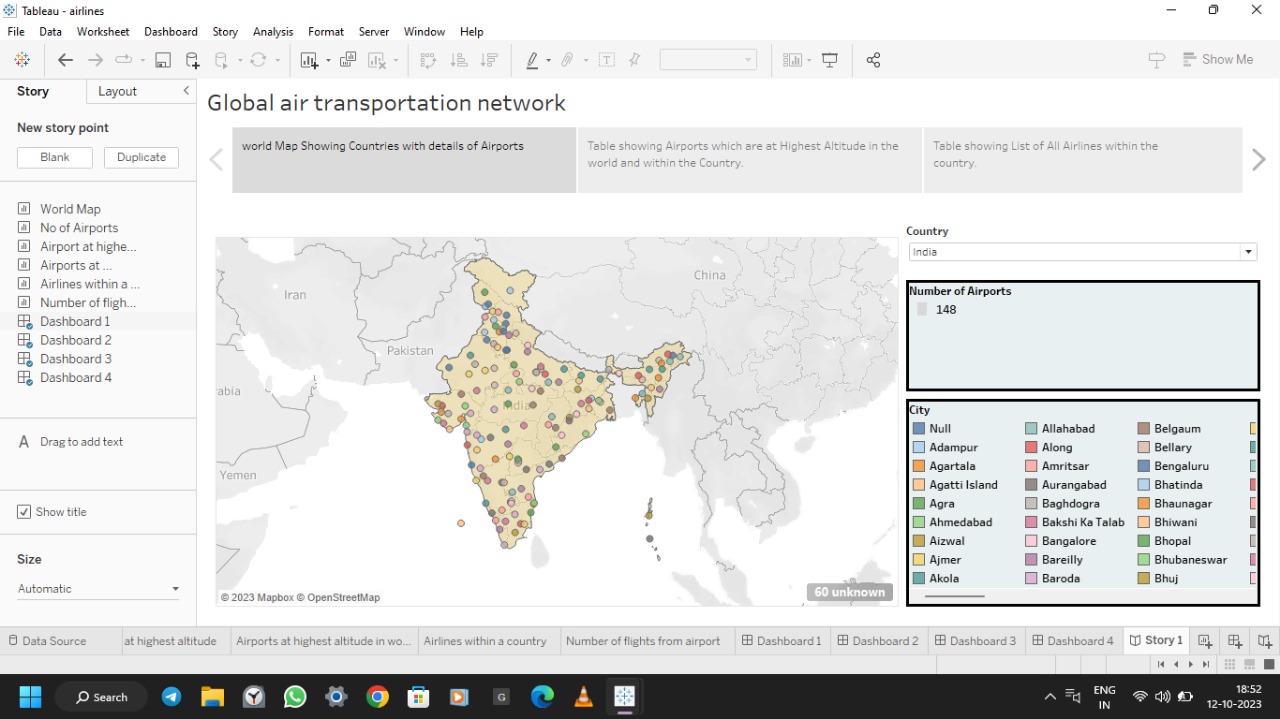 Tableau - airlines
File Data Worksheet Dashboard Story Analysis Format Server Window Help
Show Me
Story
Layout
New story point
Blank
Duplicate
World Map
No of Airports
Airport at highe...
Airports at ...
Airlines within a ...
Number of fligh...
Dashboard 1
Dashboard 2
Dashboard 3
Dashboard 4
A Drag to add text
Show title
Size
Automatic
Global air transportation network
world Map Showing Countries with details of Airports
Table showing Airports which are at Highest Altitude in the
world and within the Country.
Table showing List of All Airlines within the
country.
Iran
China
Pakistan
abia
India
Yemen
© 2023 Mapbox © OpenStreetMap
60 unknown
Country
India
Number of Airports
148
City
Null Allahabad Belgaum
Adampur Along Bellary
Agartala Amritsar Bengaluru
Agatti Island Aurangabad Bhatinda
Agra Baghdogra Bhaunagar
Ahmedabad Bakshi Ka Talab Bhiwani
Aizwal Bangalore Bhopal
Ajmer Bareilly Bhubaneswar
Akola Baroda Bhuj
Data Source at highest altitude Airports at highest altitude in wo... Airlines within a country Number of flights from airport Dashboard 1 Dashboard 2 Dashboard 3 Dashboard 4 Story 1
Search
G
ENG
IN
18:52
12-10-2023